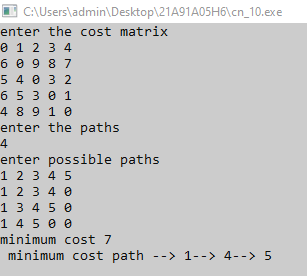 C:\Users\admin\Desktop\21A91A05H6\cn_10.exe
enter the cost matrix
0 1 2 3 4
6 0 9 8 7
5 4 0 3 2
6 5 3 0 1
4 8 9 1 0
enter the paths
4
enter possible paths
1 2 3 4 5
1 2 3 4 0
1 3 4 5 0
1 4 5 0 0
minimum cost 7
 minimum cost path --> 1--> 4--> 5